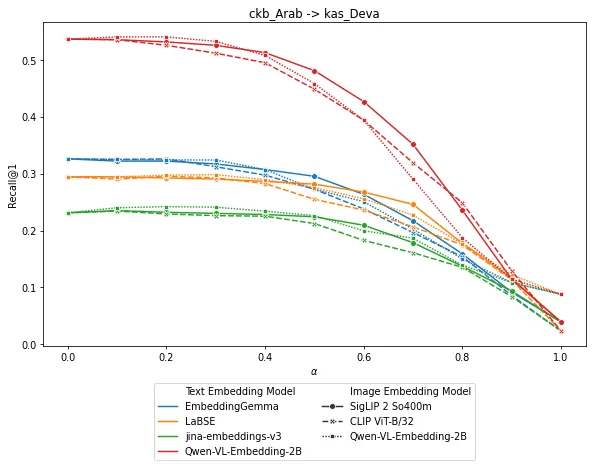 ckb_Arab -> kas_Deva
Recall@1
0.5
0.4
0.3
0.2
0.1
0.0
0.0 0.2 0.4 0.6 0.8 1.0
α
Text Embedding Model Image Embedding Model
EmbeddingGemma SigLIP 2 So400m
LaBSE CLIP ViT-B/32
jina-embeddings-v3 Qwen-VL-Embedding-2B
Qwen-VL-Embedding-2B